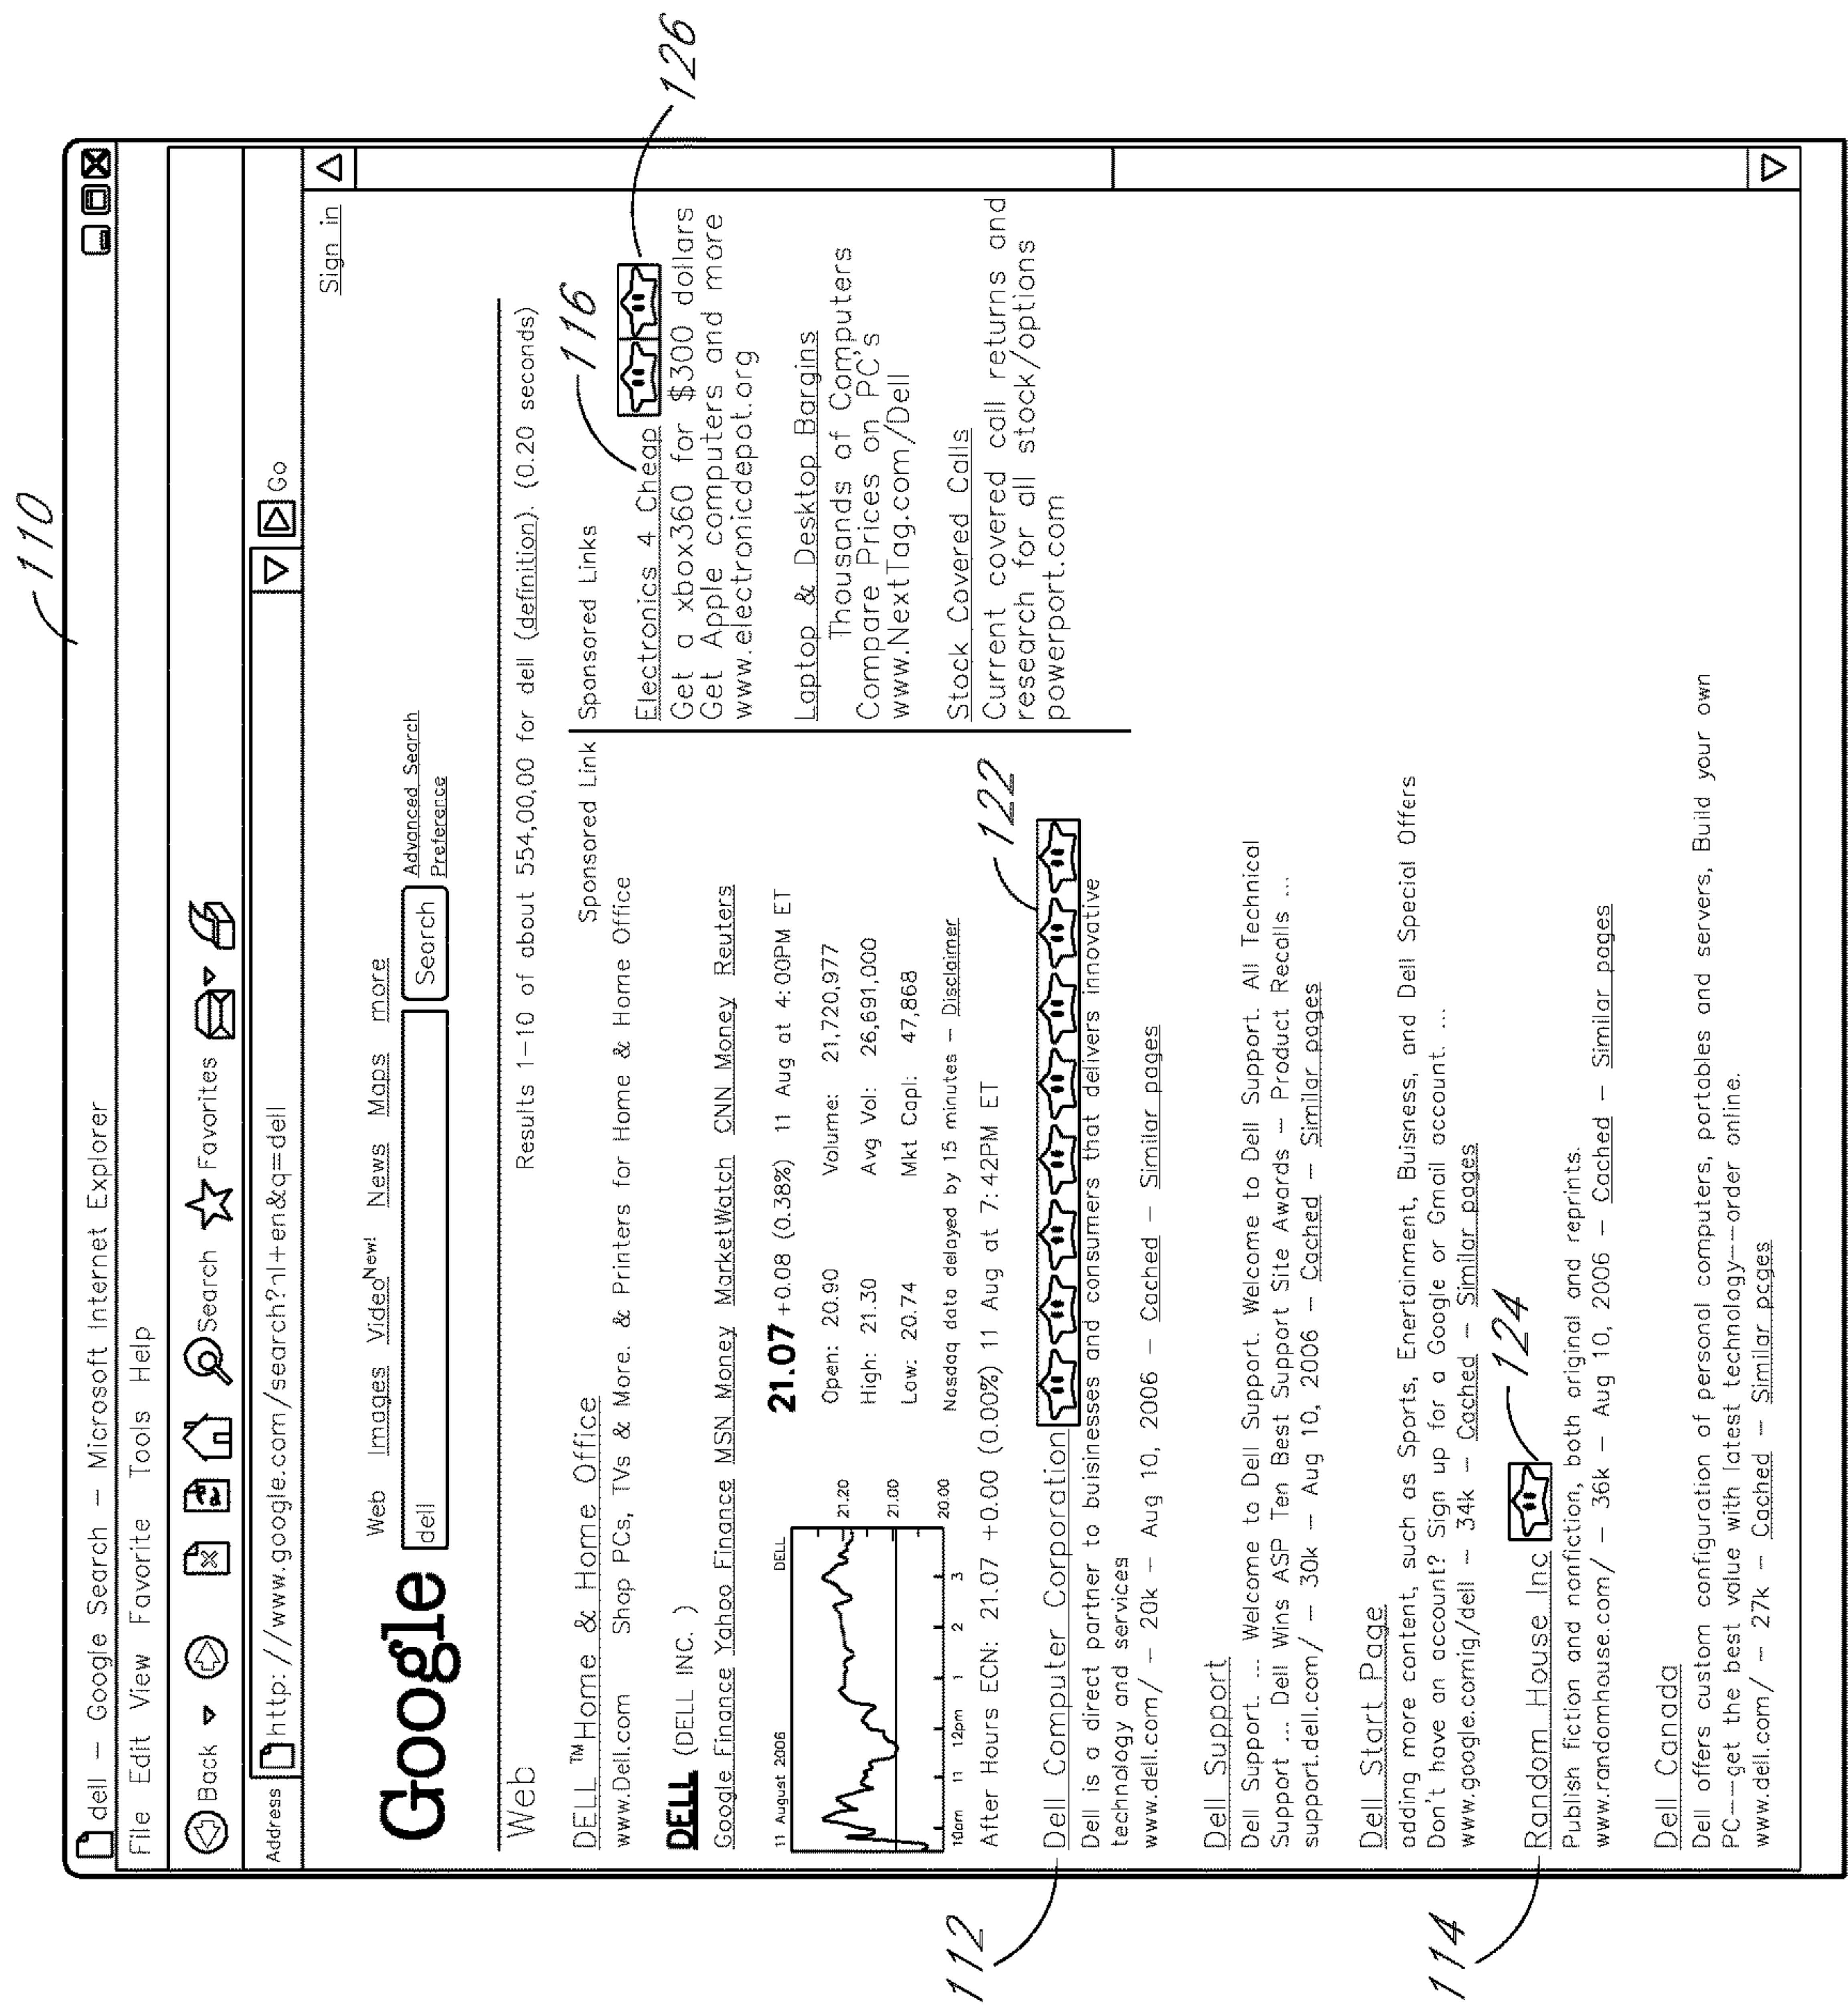 110
dell – Google Search – Microsoft Internet Explorer
File Edit View Favorite Tools Help
Back Search Favorites
Address http://www.google.com/search?hl+en&q=dell Go
Sign in
Google
Web Images Video New! News Maps more
dell Search
Advanced Search
Preference
Web
Results 1–10 of about 554,00,00 for dell (definition). (0.20 seconds)
DELL™Home & Home Office
Sponsored Link
www.Dell.com Shop PCs, TVs & More. & Printers for Home & Home Office
DELL (DELL INC. )
Google Finance Yahoo Finance MSN Money MarketWatch CNN Money Reuters
11 August 2006 DELL
21.20
21.00
20.00
10am 11 12pm 1 2 3
21.07 +0.08 (0.38%) 11 Aug at 4:00PM ET
Open: 20.90 Volume: 21,720,977
High: 21.30 Avg Vol: 26,691,000
Low: 20.74 Mkt Capl: 47,868
Nasdaq data delayed by 15 minutes – Disclaimer
After Hours ECN: 21.07 +0.00 (0.00%) 11 Aug at 7:42PM ET
122
112
Dell Computer Corporation
Dell is a direct partner to buisinesses and consumers that delivers innovative
technology and services
www.dell.com/ – 20k – Aug 10, 2006 – Cached – Similar pages
Dell Support
Dell Support. ... Welcome to Dell Support. Welcome to Dell Support. All Technical
Support ... Dell Wins ASP Ten Best Support Site Awards – Product Recalls ...
support.dell.com/ – 30k – Aug 10, 2006 – Cached – Similar pages
Dell Start Page
adding more content, such as Sports, Enertainment, Buisness, and Dell Special Offers
Don't have an account? Sign up for a Google or Gmail account. ...
www.google.comig/dell – 34k – Cached – Similar pages
124
114
Random House Inc
Publish fiction and nonfiction, both original and reprints.
www.randomhouse.com/ – 36k – Aug 10, 2006 – Cached – Similar pages
Dell Canada
Dell offers custom configuration of personal computers, portables and servers, Build your own
PC––get the best value with latest technology––order online.
www.dell.com/ – 27k – Cached – Similar pages
Sponsored Links
116
126
Electronics 4 Cheap
Get a xbox360 for $300 dollars
Get Apple computers and more
www.electronicdepot.org
Laptop & Desktop Bargins
Thousands of Computers
Compare Prices on PC's
www.NextTag.com/Dell
Stock Covered Calls
Current covered call returns and
research for all stock/options
powerport.com